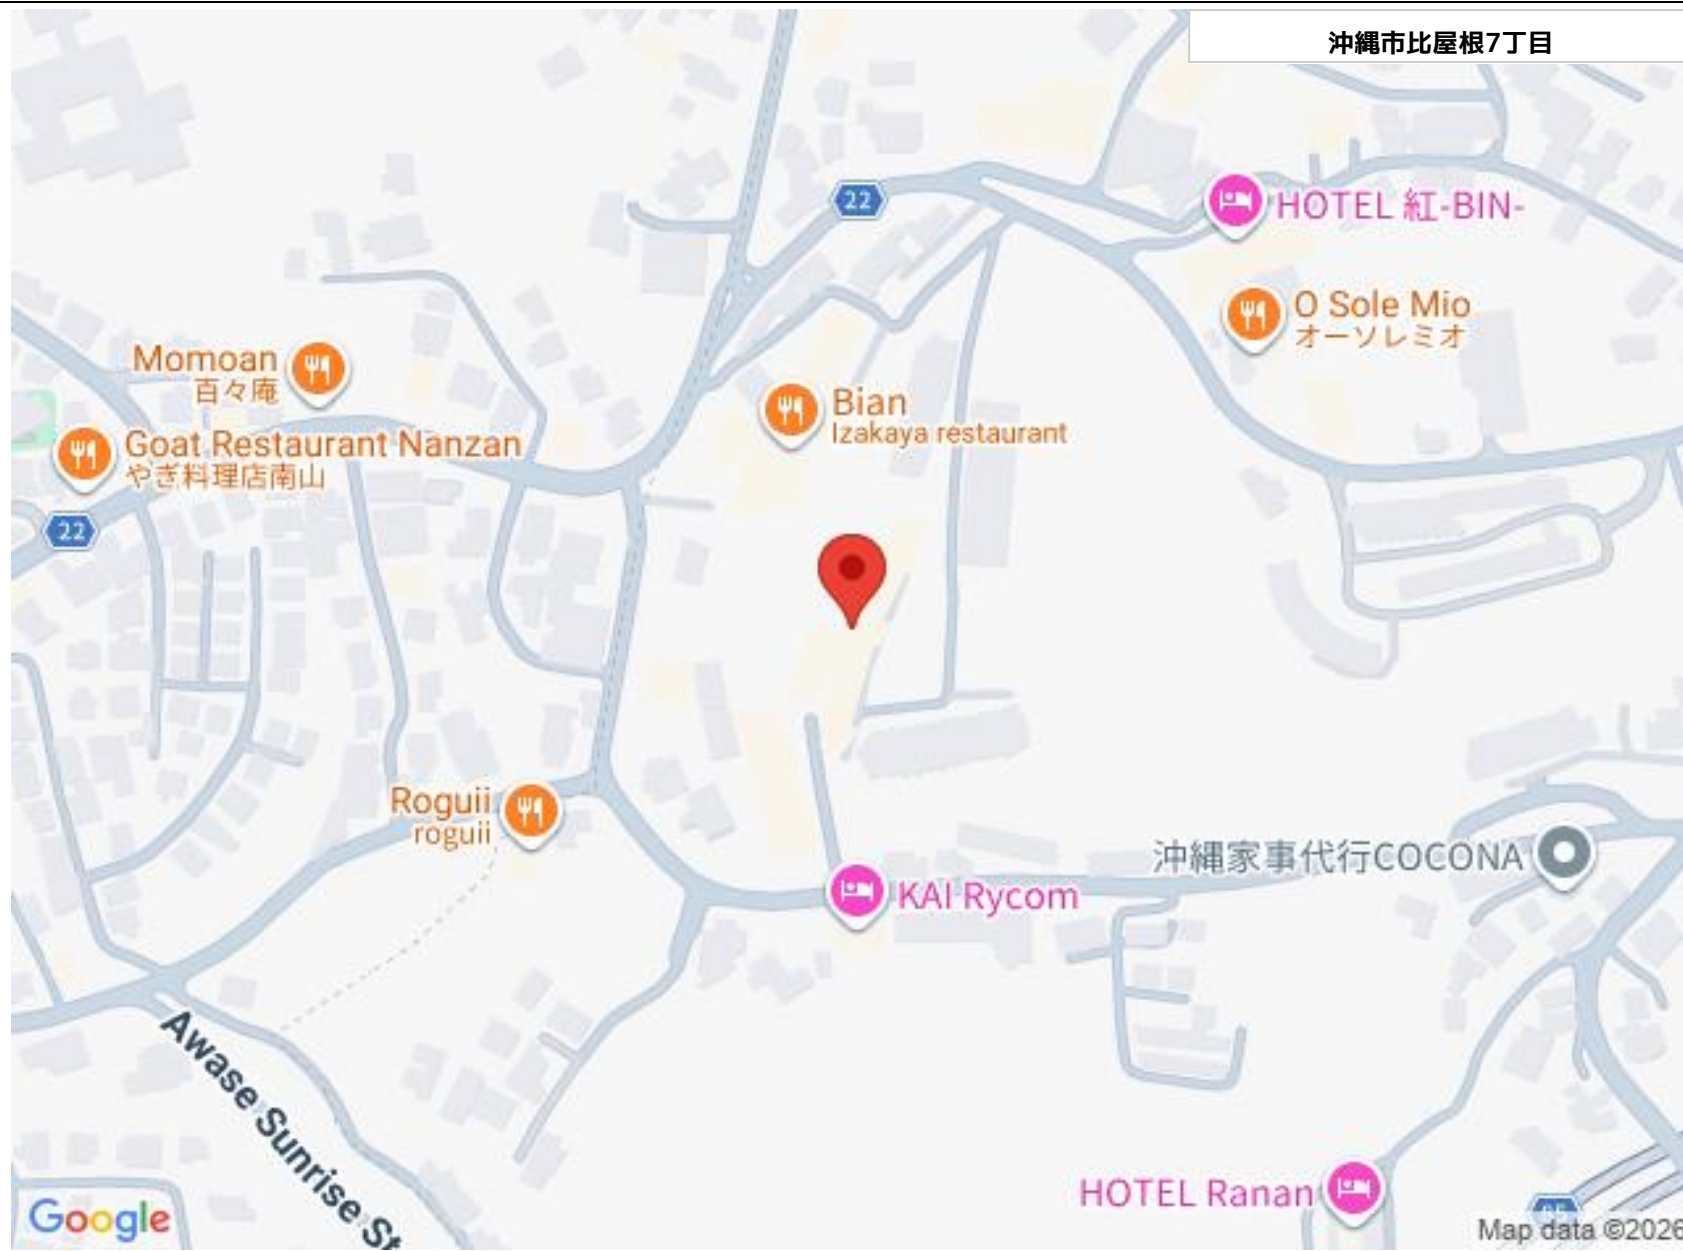 沖縄市比屋根7丁目
22
HOTEL 紅-BIN-
O Sole Mio
オーソレミオ
Momoan
百々庵
Bian
Izakaya restaurant
Goat Restaurant Nanzan
やぎ料理店南山
22
Roguii
roguii
沖縄家事代行COCONA
KAI Rycom
Awase Sunrise St
HOTEL Ranan
Google
Map data ©2026